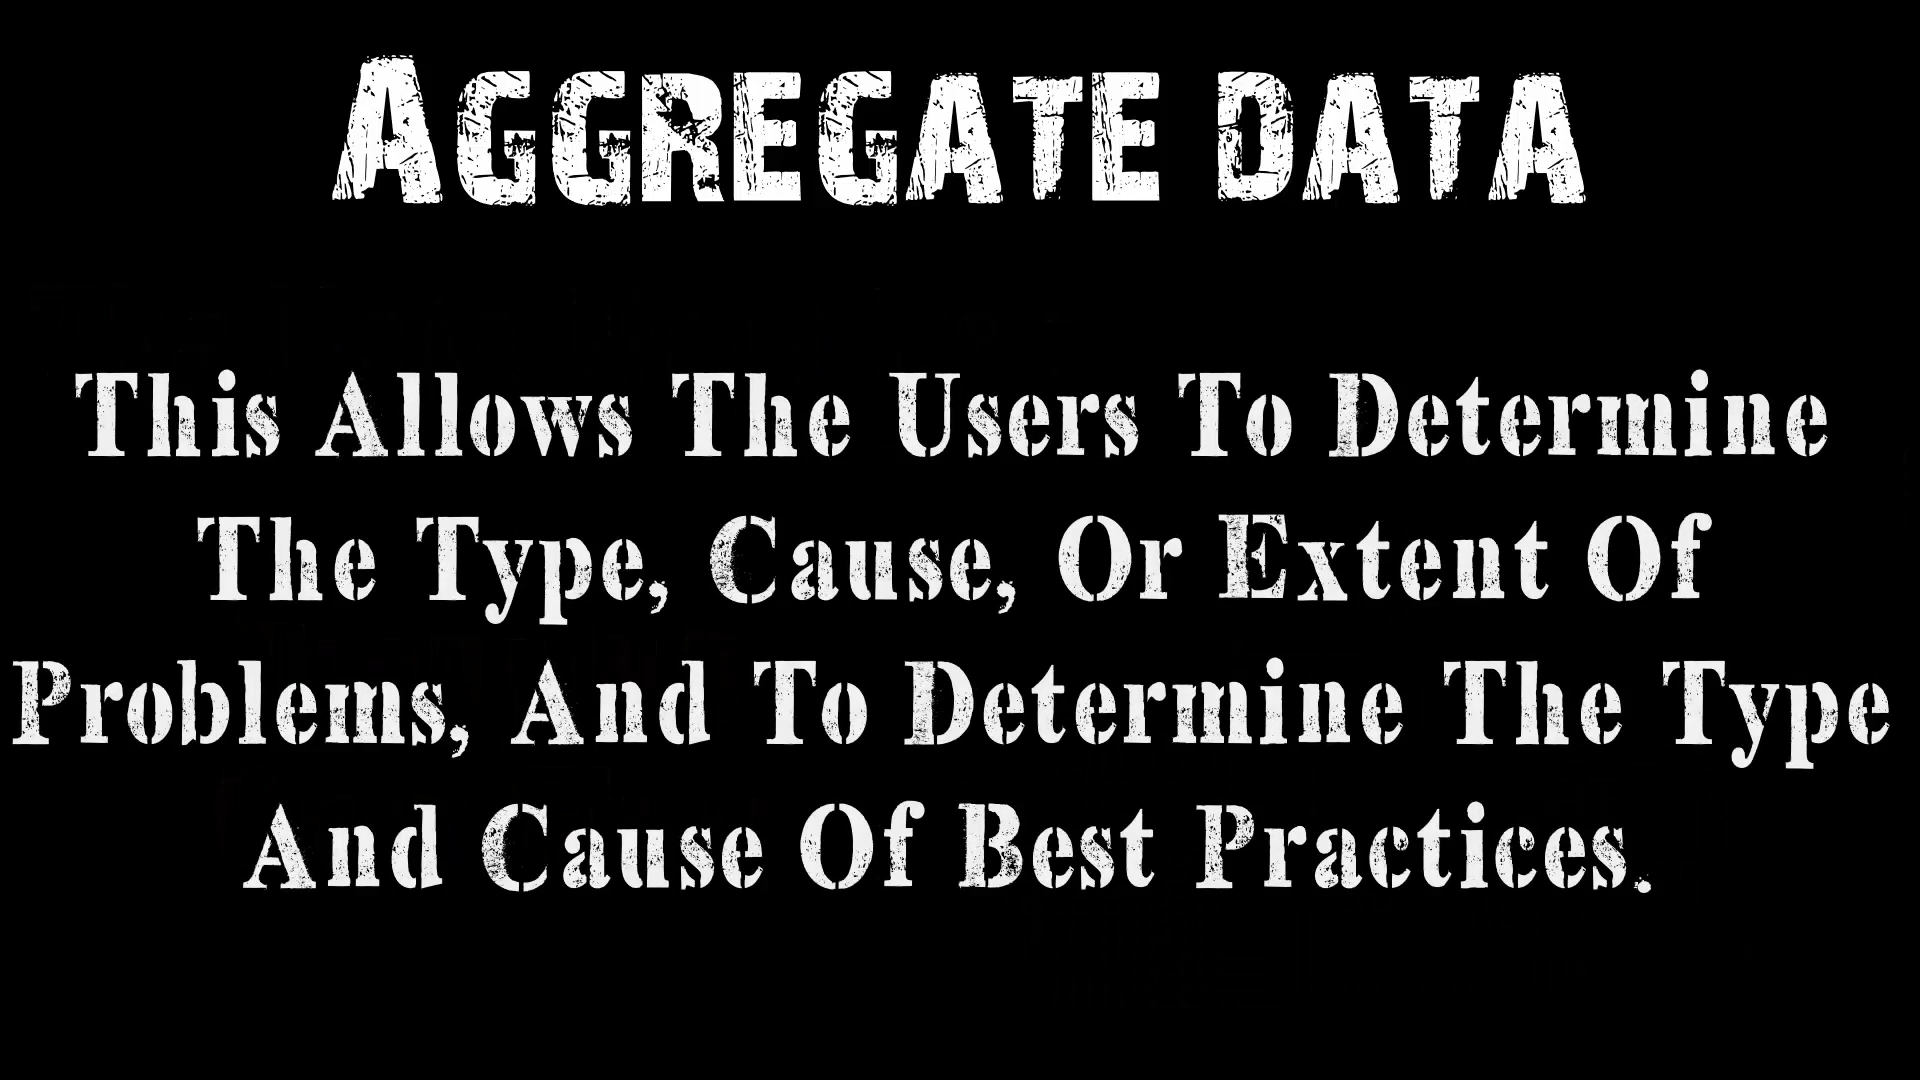 AGGREGATE DATA
This Allows The Users To Determine
The Type, Cause, Or Extent Of
Problems, And To Determine The Type
And Cause Of Best Practices.